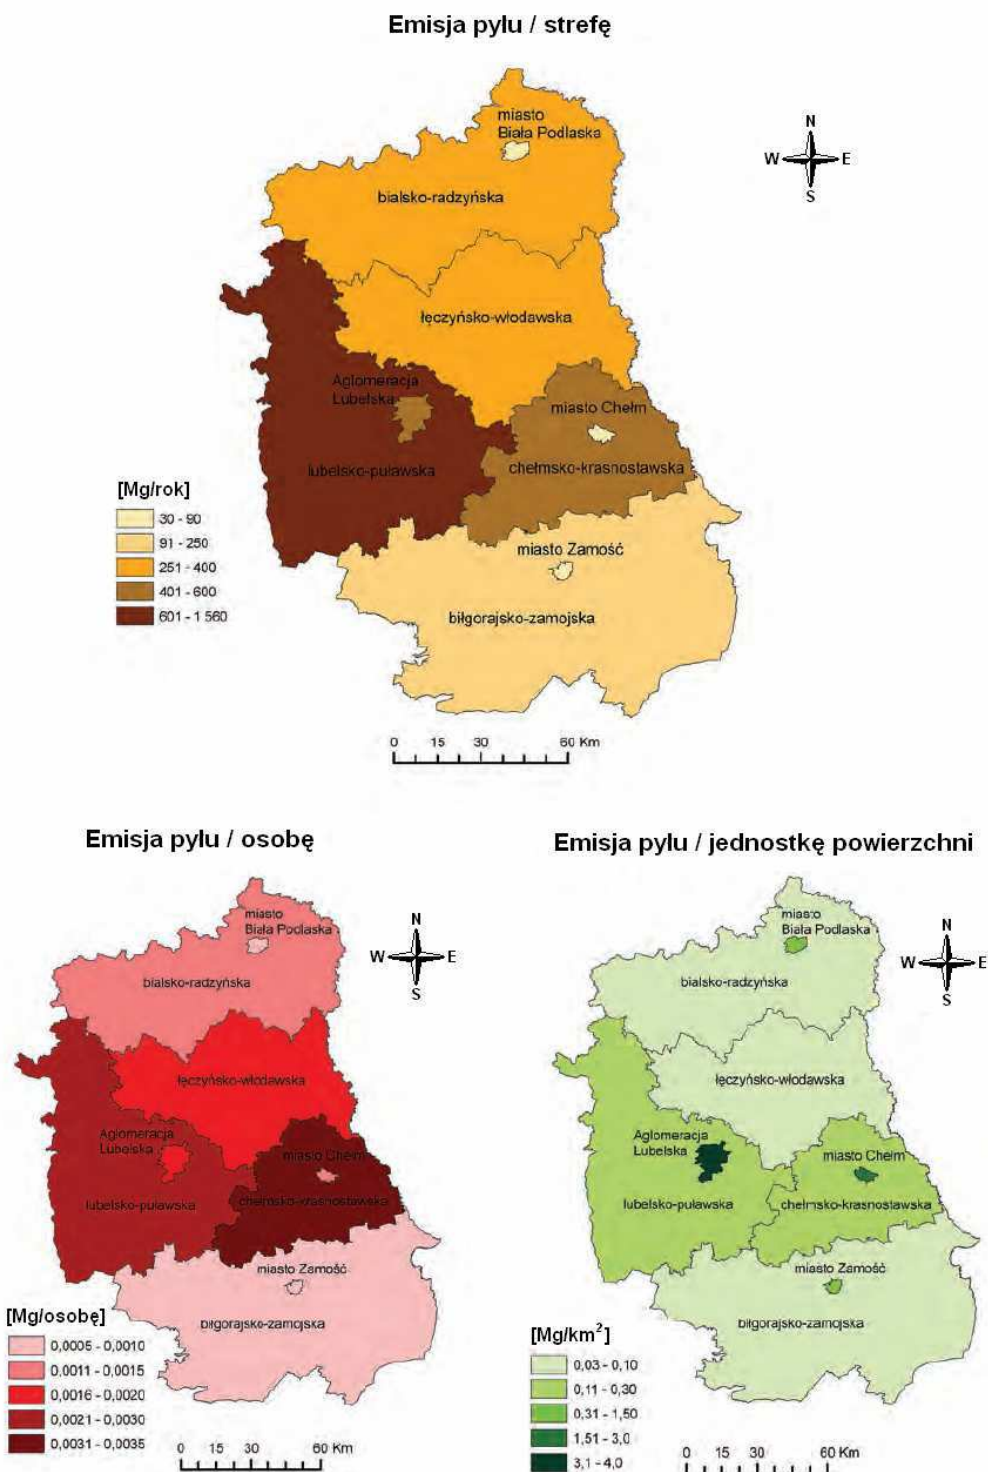 Emisja pyłu / strefę
miasto
Biała Podlaska
N
W E
S
bialsko-radzyńska
łęczyńsko-włodawska
Aglomeracja
Lubelska
miasto Chełm
lubelsko-puławska
chełmsko-krasnostawska
[Mg/rok]
30 - 90
91 - 250
251 - 400
401 - 600
601 - 1 560
miasto Zamość
biłgorajsko-zamojska
0 15 30 60 Km
Emisja pyłu / osobę
miasto
Biała Podlaska
N
W E
S
bialsko-radzyńska
łęczyńsko-włodawska
Aglomeracja
Lubelska
miasto Chełm
lubelsko-puławska
chełmsko-krasnostawska
miasto Zamość
biłgorajsko-zamojska
[Mg/osobę]
0,0005 - 0,0010
0,0011 - 0,0015
0,0016 - 0,0020
0,0021 - 0,0030
0,0031 - 0,0035
0 15 30 60 Km
Emisja pyłu / jednostkę powierzchni
miasto
Biała Podlaska
N
W E
S
bialsko-radzyńska
łęczyńsko-włodawska
Aglomeracja
Lubelska
miasto Chełm
lubelsko-puławska
chełmsko-krasnostawska
miasto Zamość
biłgorajsko-zamojska
[Mg/km²]
0,03 - 0,10
0,11 - 0,30
0,31 - 1,50
1,51 - 3,0
3,1 - 4,0
0 15 30 60 Km